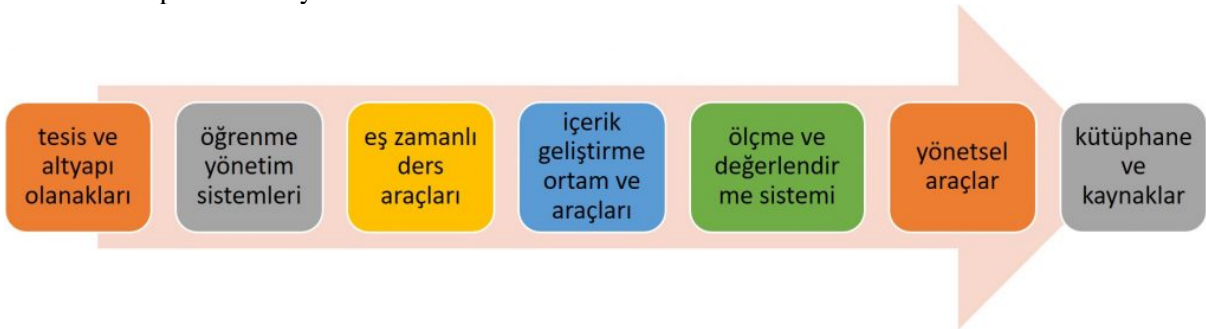 tesis ve
altyapı
olanakları
öğrenme
yönetim
sistemleri
eş zamanlı
ders
araçları
içerik
geliştirme
ortam ve
araçları
ölçme ve
değerlendir
me sistemi
yönetsel
araçlar
kütüphane
ve
kaynaklar